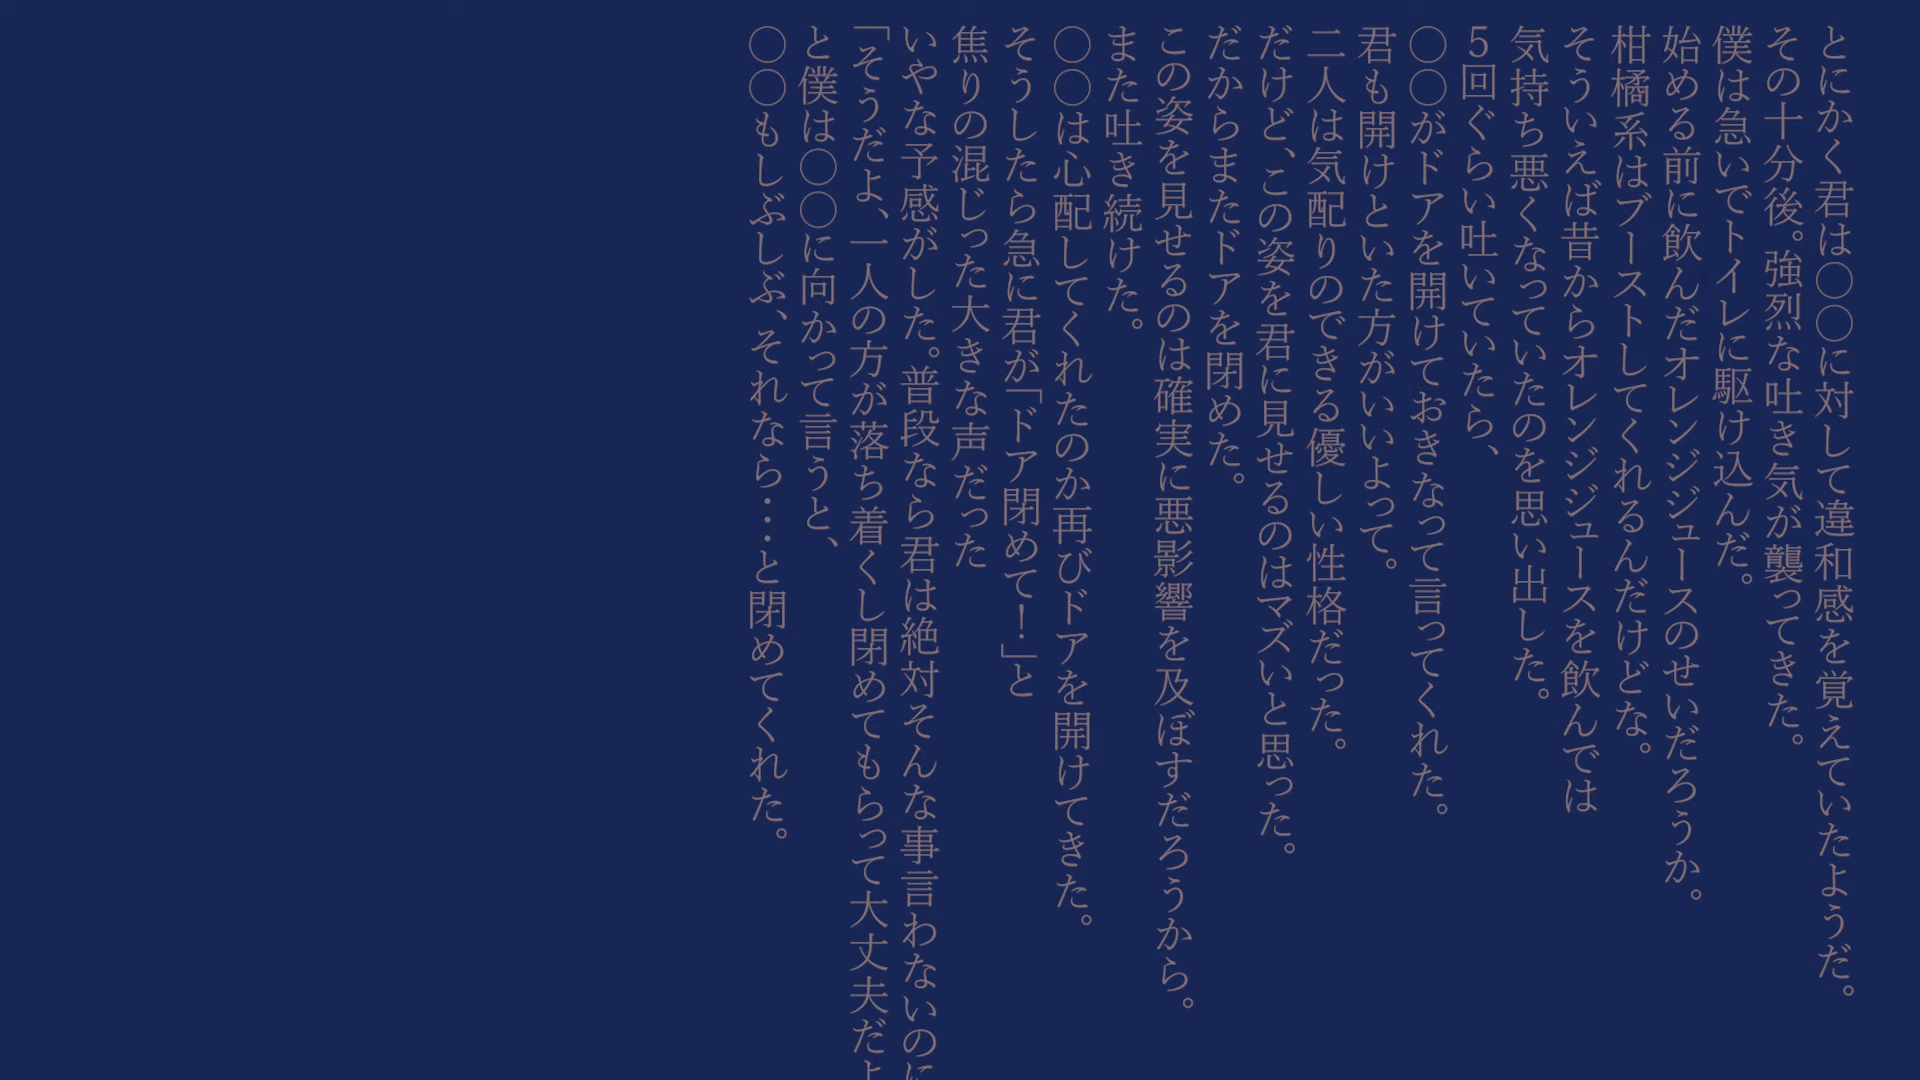 とにかく君は○○に対して違和感を覚えていたようだ。
その十分後。強烈な吐き気が襲ってきた。
僕は急いでトイレに駆け込んだ。
始める前に飲んだオレンジジュースのせいだろうか。
柑橘系はブーストしてくれるんだけどな。
そういえば昔からオレンジジュースを飲んでは
気持ち悪くなっていたのを思い出した。
5回ぐらい吐いていたら、
○○がドアを開けておきなって言ってくれた。
君も開けといた方がいいよって。
二人は気配りのできる優しい性格だった。
だけど、この姿を君に見せるのはマズいと思った。
だからまたドアを閉めた。
この姿を見せるのは確実に悪影響を及ぼすだろうから。
また吐き続けた。
○○は心配してくれたのか再びドアを開けてきた。
そうしたら急に君が「ドア閉めて!」と
焦りの混じった大きな声だった
いやな予感がした。普段なら君は絶対そんな事言わないのに
「そうだよ、一人の方が落ち着くし閉めてもらって大丈夫だよ
と僕は○○に向かって言うと、
○○もしぶしぶ、それなら・・・と閉めてくれた。